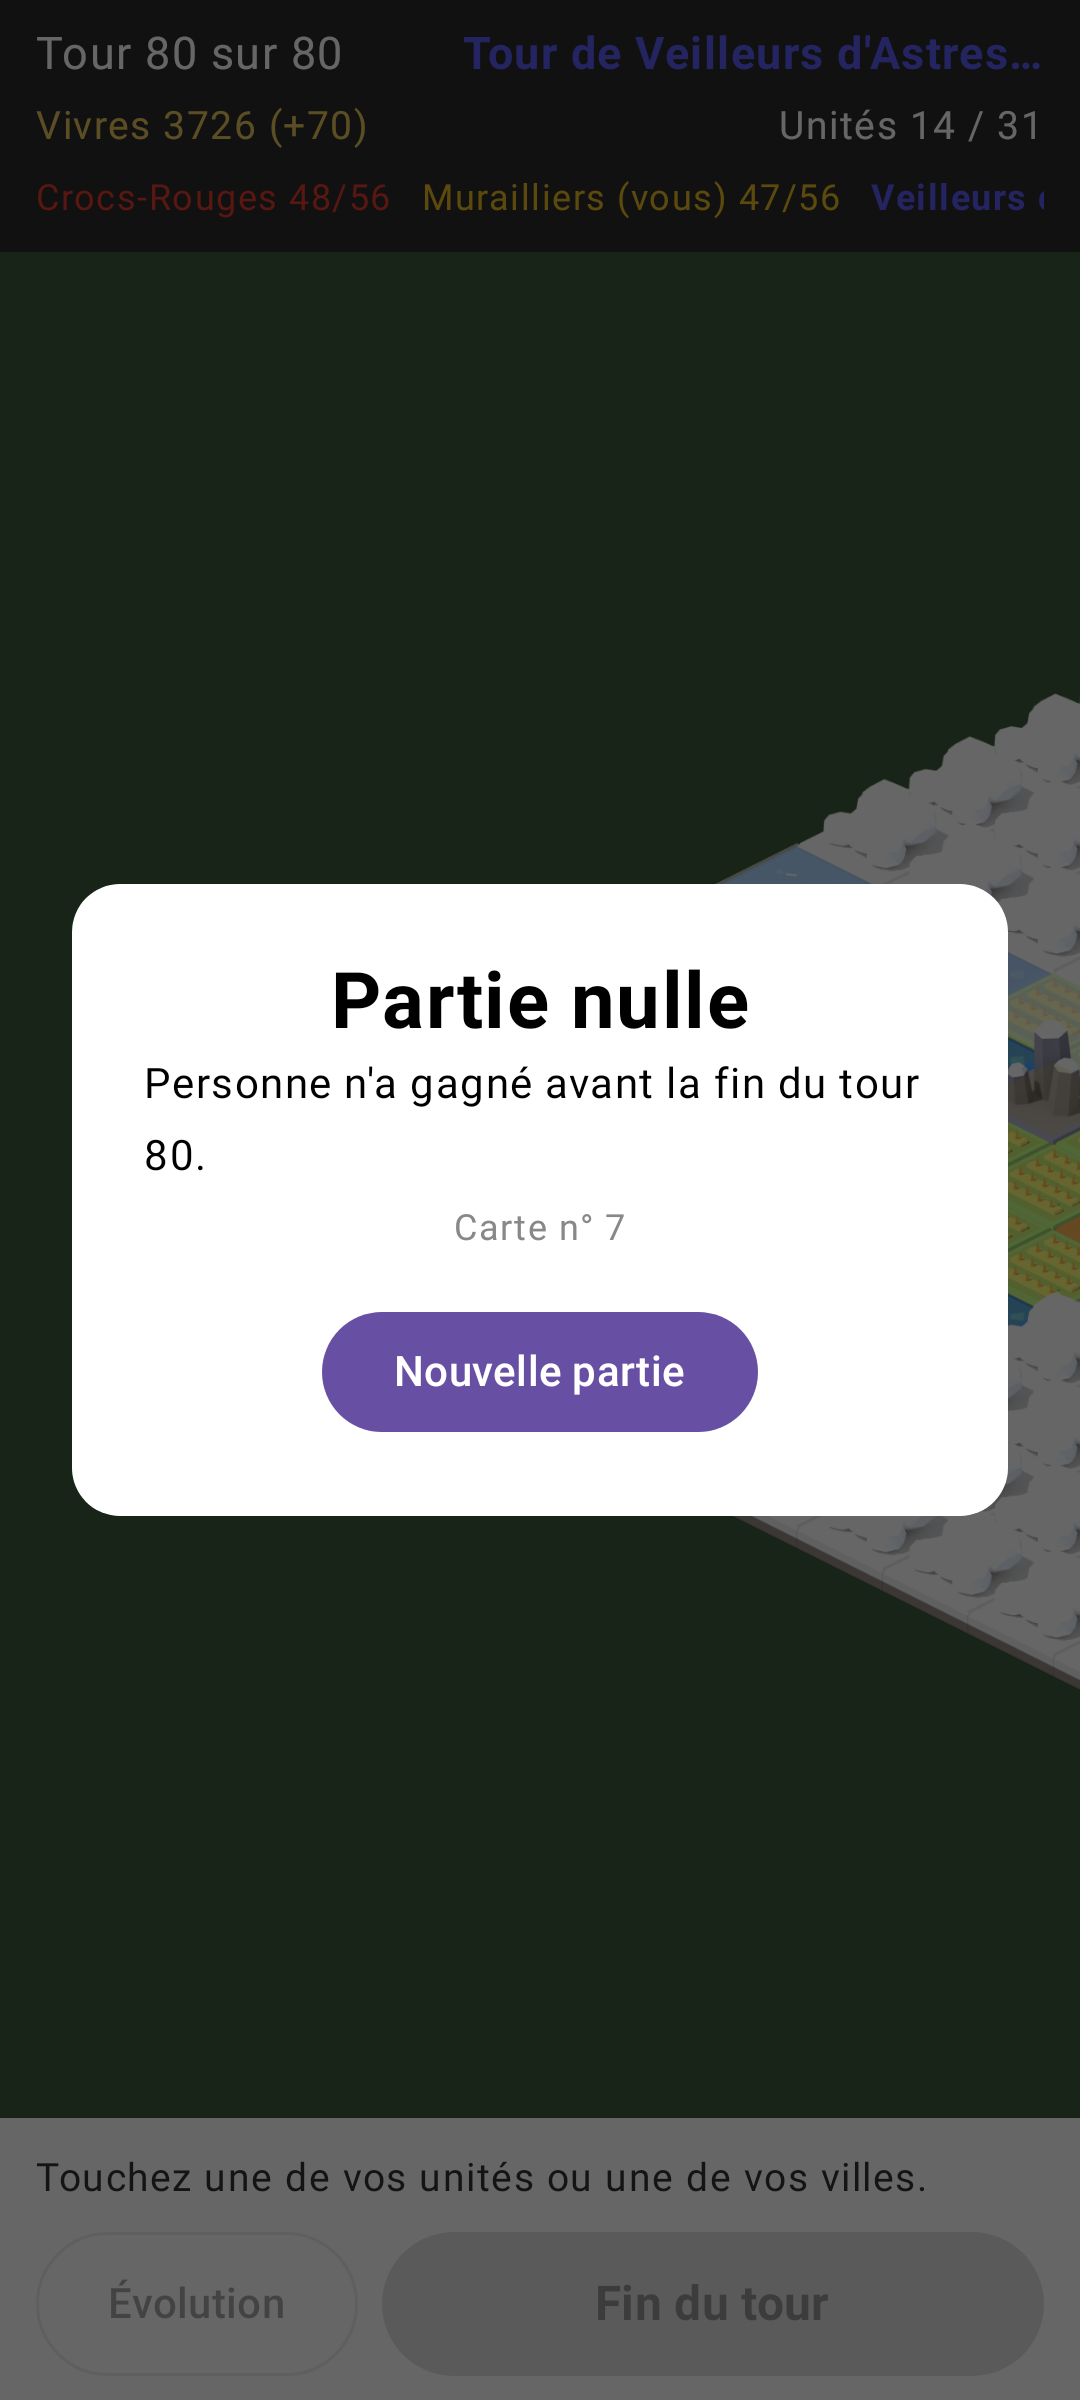 Tour 80 sur 80
Tour de Veilleurs d'Astres…
Vivres 3726 (+70)
Unités 14 / 31
Crocs-Rouges 48/56 Murailliers (vous) 47/56 Veilleurs
Partie nulle
Personne n'a gagné avant la fin du tour
80.
Carte n° 7
Nouvelle partie
Touchez une de vos unités ou une de vos villes.
Évolution
Fin du tour